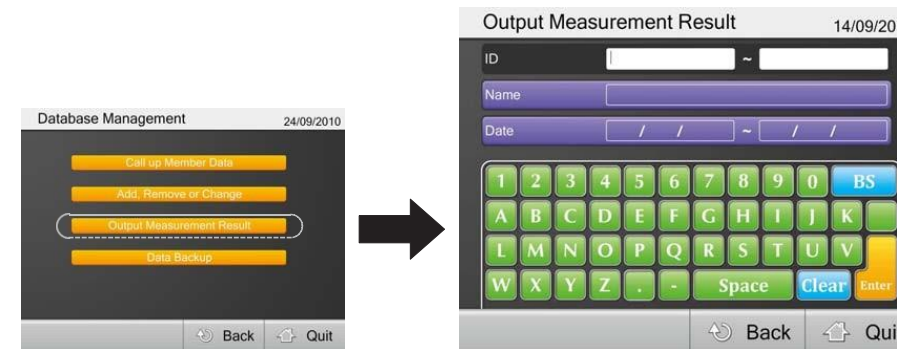 Database Management 24/09/2010
Call up Member Data
Add, Remove or Change
Output Measurement Result
Data Backup
Back Quit
Output Measurement Result 14/09/20
ID ~
Name
Date / / ~ / /
1 2 3 4 5 6 7 8 9 0 BS
A B C D E F G H I J K
L M N O P Q R S T U V
W X Y Z . - Space Clear Enter
Back Qui